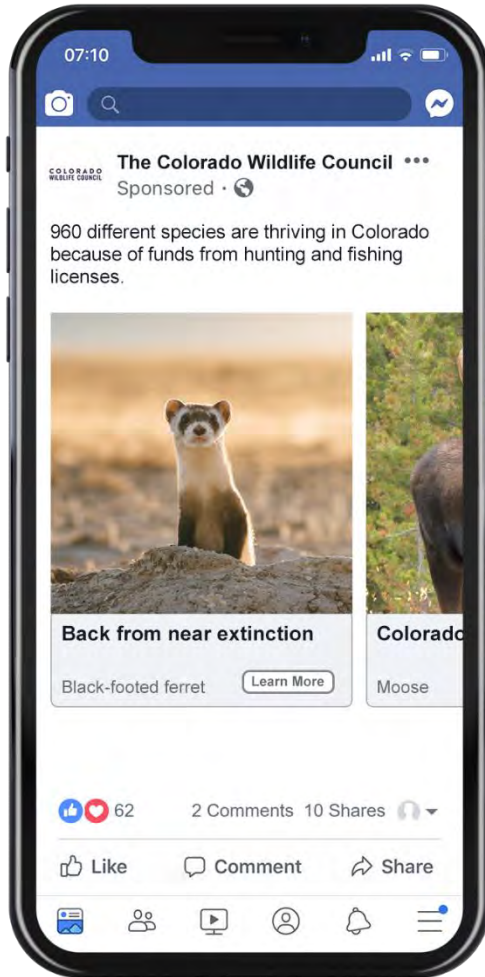 07:10
COLORADO
WILDLIFE COUNCIL
The Colorado Wildlife Council
Sponsored ·
960 different species are thriving in Colorado
because of funds from hunting and fishing
licenses.
Back from near extinction
Black-footed ferret
Learn More
Colorado
Moose
62
2 Comments 10 Shares
Like
Comment
Share